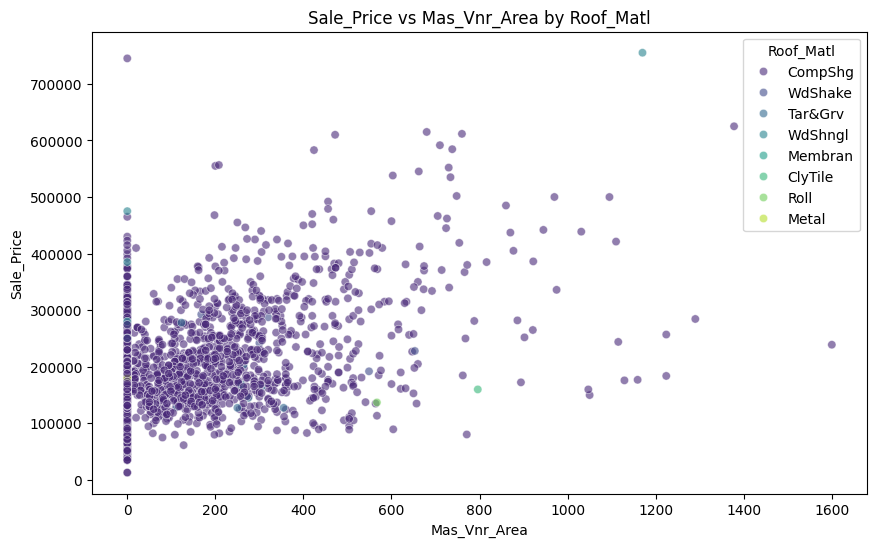 Sale_Price vs Mas_Vnr_Area by Roof_Matl
Roof_Matl
CompShg
WdShake
Tar&Grv
WdShngl
Membran
ClyTile
Roll
Metal
Sale_Price
700000
600000
500000
400000
300000
200000
100000
0
0 200 400 600 800 1000 1200 1400 1600
Mas_Vnr_Area